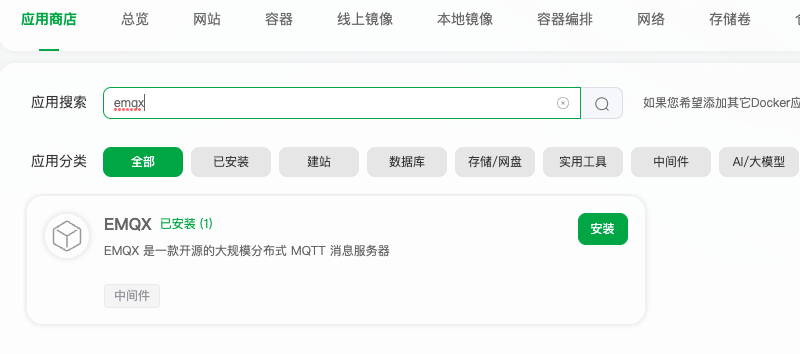 应用商店 总览 网站 容器 线上镜像 本地镜像 容器编排 网络 存储卷
应用搜索 emqx 如果您希望添加其它Docker应
应用分类 全部 已安装 建站 数据库 存储/网盘 实用工具 中间件 AI/大模型
EMQX 已安装 (1) 安装
EMQX 是一款开源的大规模分布式 MQTT 消息服务器
中间件